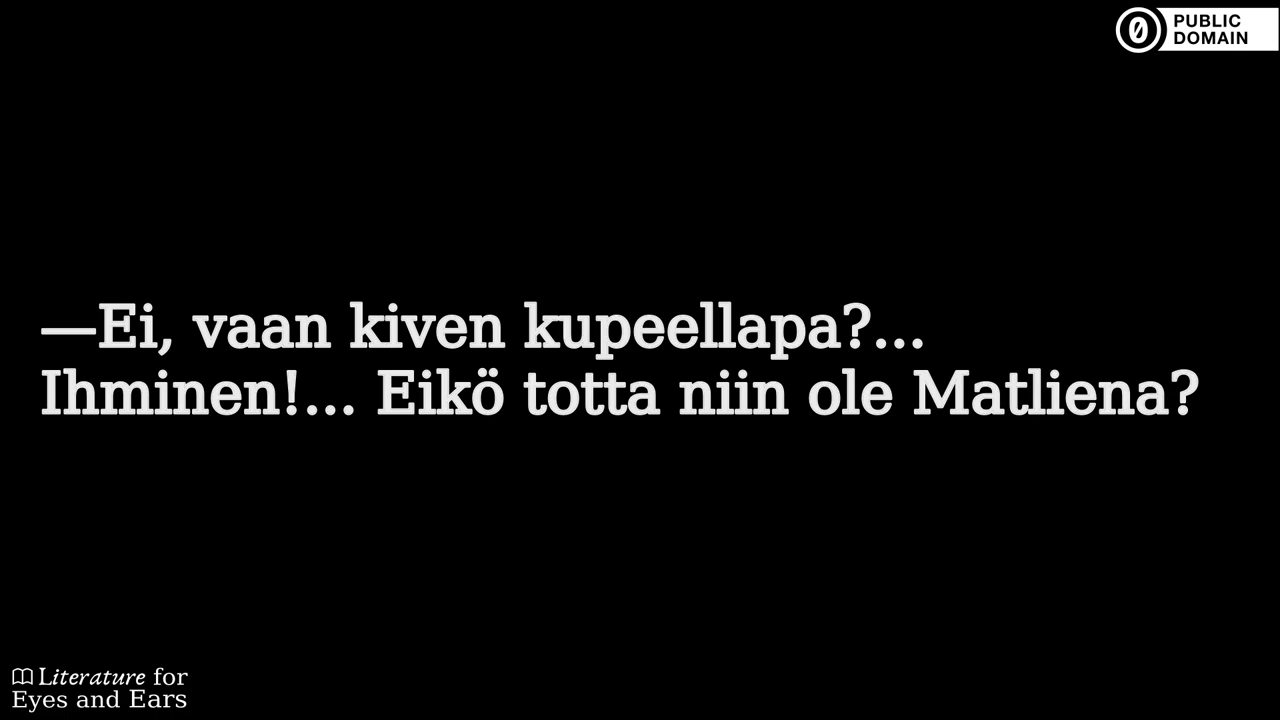 PUBLIC
DOMAIN
—Ei, vaan kiven kupeellapa?...
Ihminen!... Eikö totta niin ole Matliena?
Literature for
Eyes and Ears